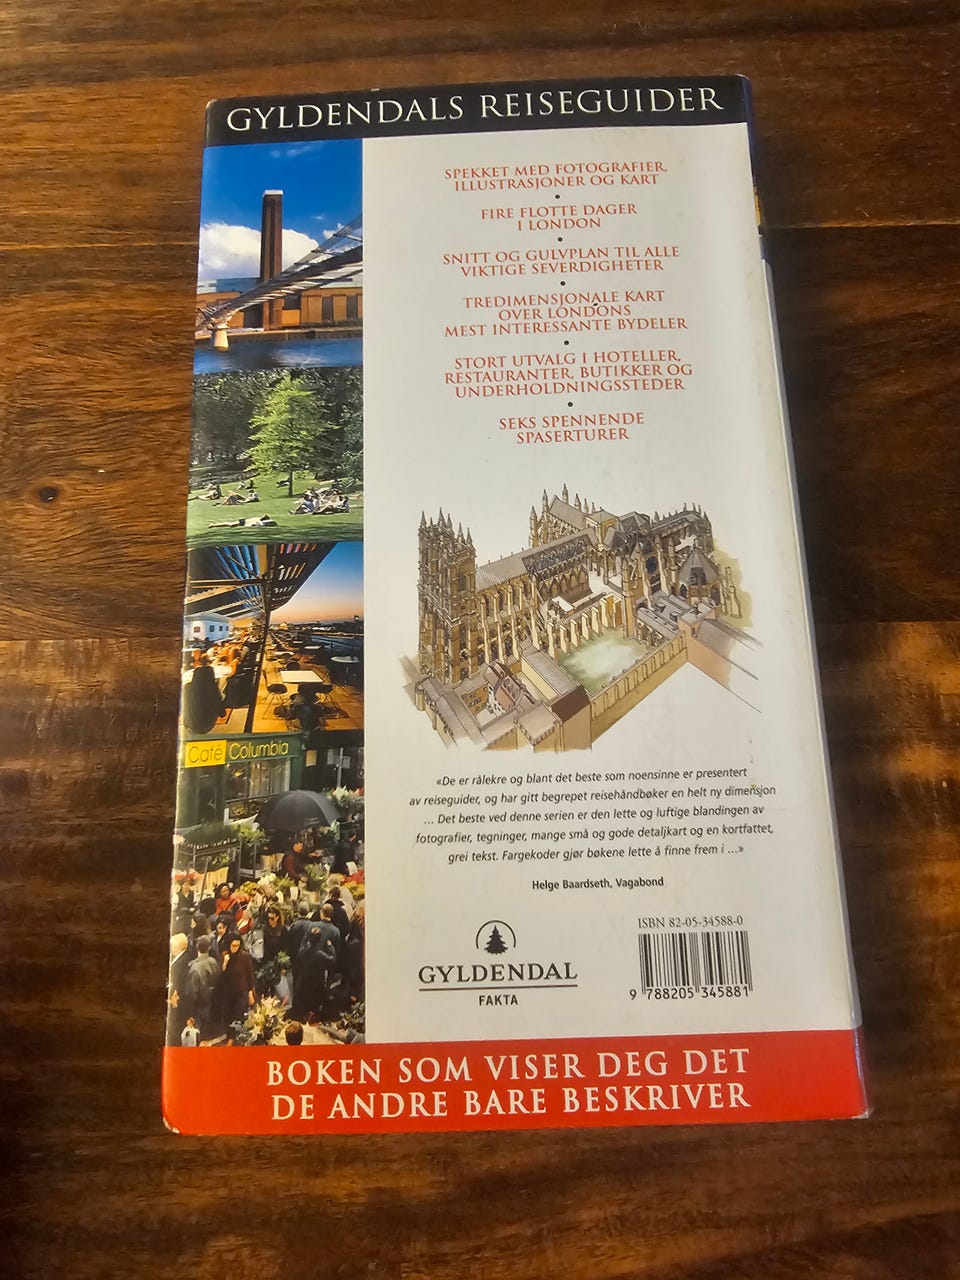 GYLDENDALS REISEGUIDER
SPEKKET MED FOTOGRAFIER,
ILLUSTRASJONER OG KART
•
FIRE FLOTTE DAGER
I LONDON
•
SNITT OG GULVPLAN TIL ALLE
VIKTIGE SEVERDIGHETER
•
TREDIMENSJONALE KART
OVER LONDONS
MEST INTERESSANTE BYDELER
•
STORT UTVALG I HOTELLER,
RESTAURANTER, BUTIKKER OG
UNDERHOLDNINGSSTEDER
•
SEKS SPENNENDE
SPASERTURER
Café Columbia
«De er rålekre og blant det beste som noensinne er presentert
av reiseguider, og har gitt begrepet reisehåndbøker en helt ny dimensjon
... Det beste ved denne serien er den lette og luftige blandingen av
fotografier, tegninger, mange små og gode detaljkart og en kortfattet,
grei tekst. Fargekoder gjør bøkene lette å finne frem i ...»
Helge Baardseth, Vagabond
GYLDENDAL
FAKTA
ISBN 82-05-34588-0
9 788205 345881
BOKEN SOM VISER DEG DET
DE ANDRE BARE BESKRIVER